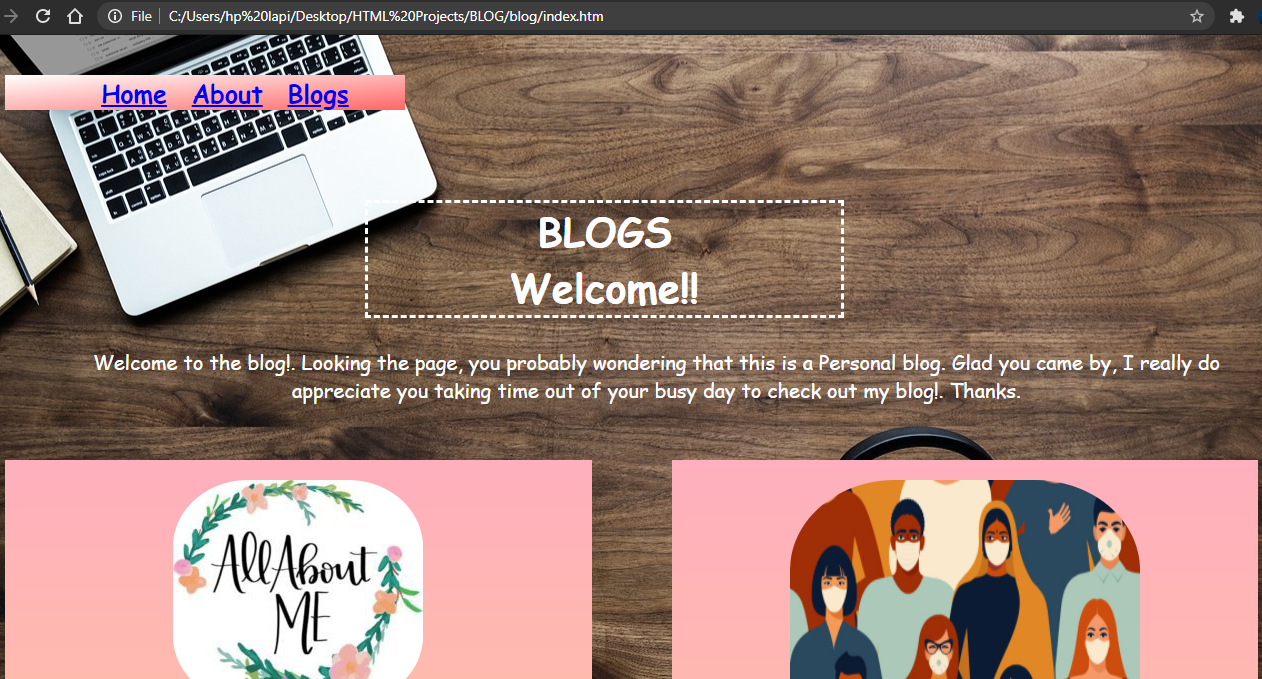 File C:/Users/hp%20lapi/Desktop/HTML%20Projects/BLOG/blog/index.htm
Home About Blogs
BLOGS
Welcome!!
Welcome to the blog!. Looking the page, you probably wondering that this is a Personal blog. Glad you came by, I really do
appreciate you taking time out of your busy day to check out my blog!. Thanks.
All About
ME